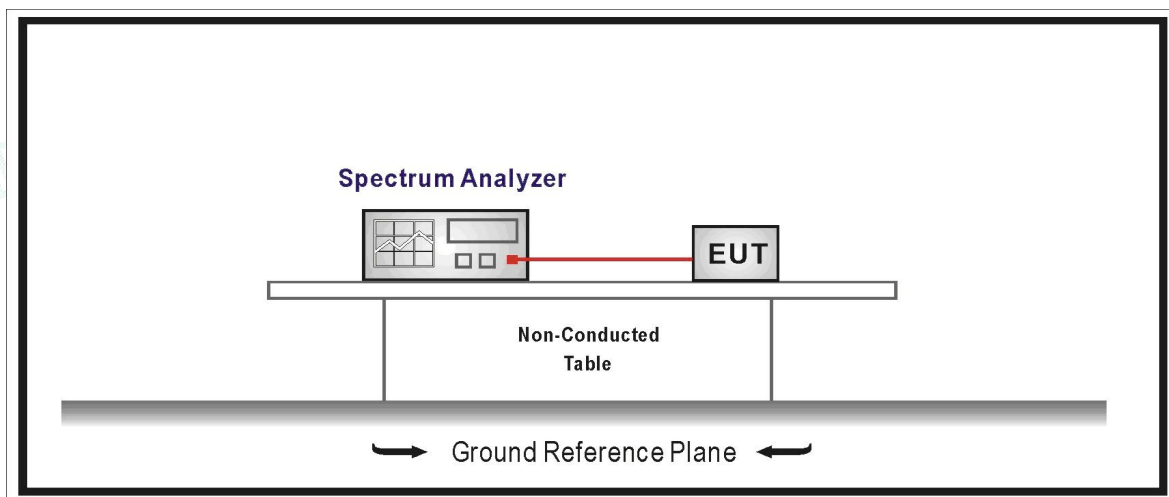 Spectrum Analyzer
EUT
Non-Conducted
Table
Ground Reference Plane